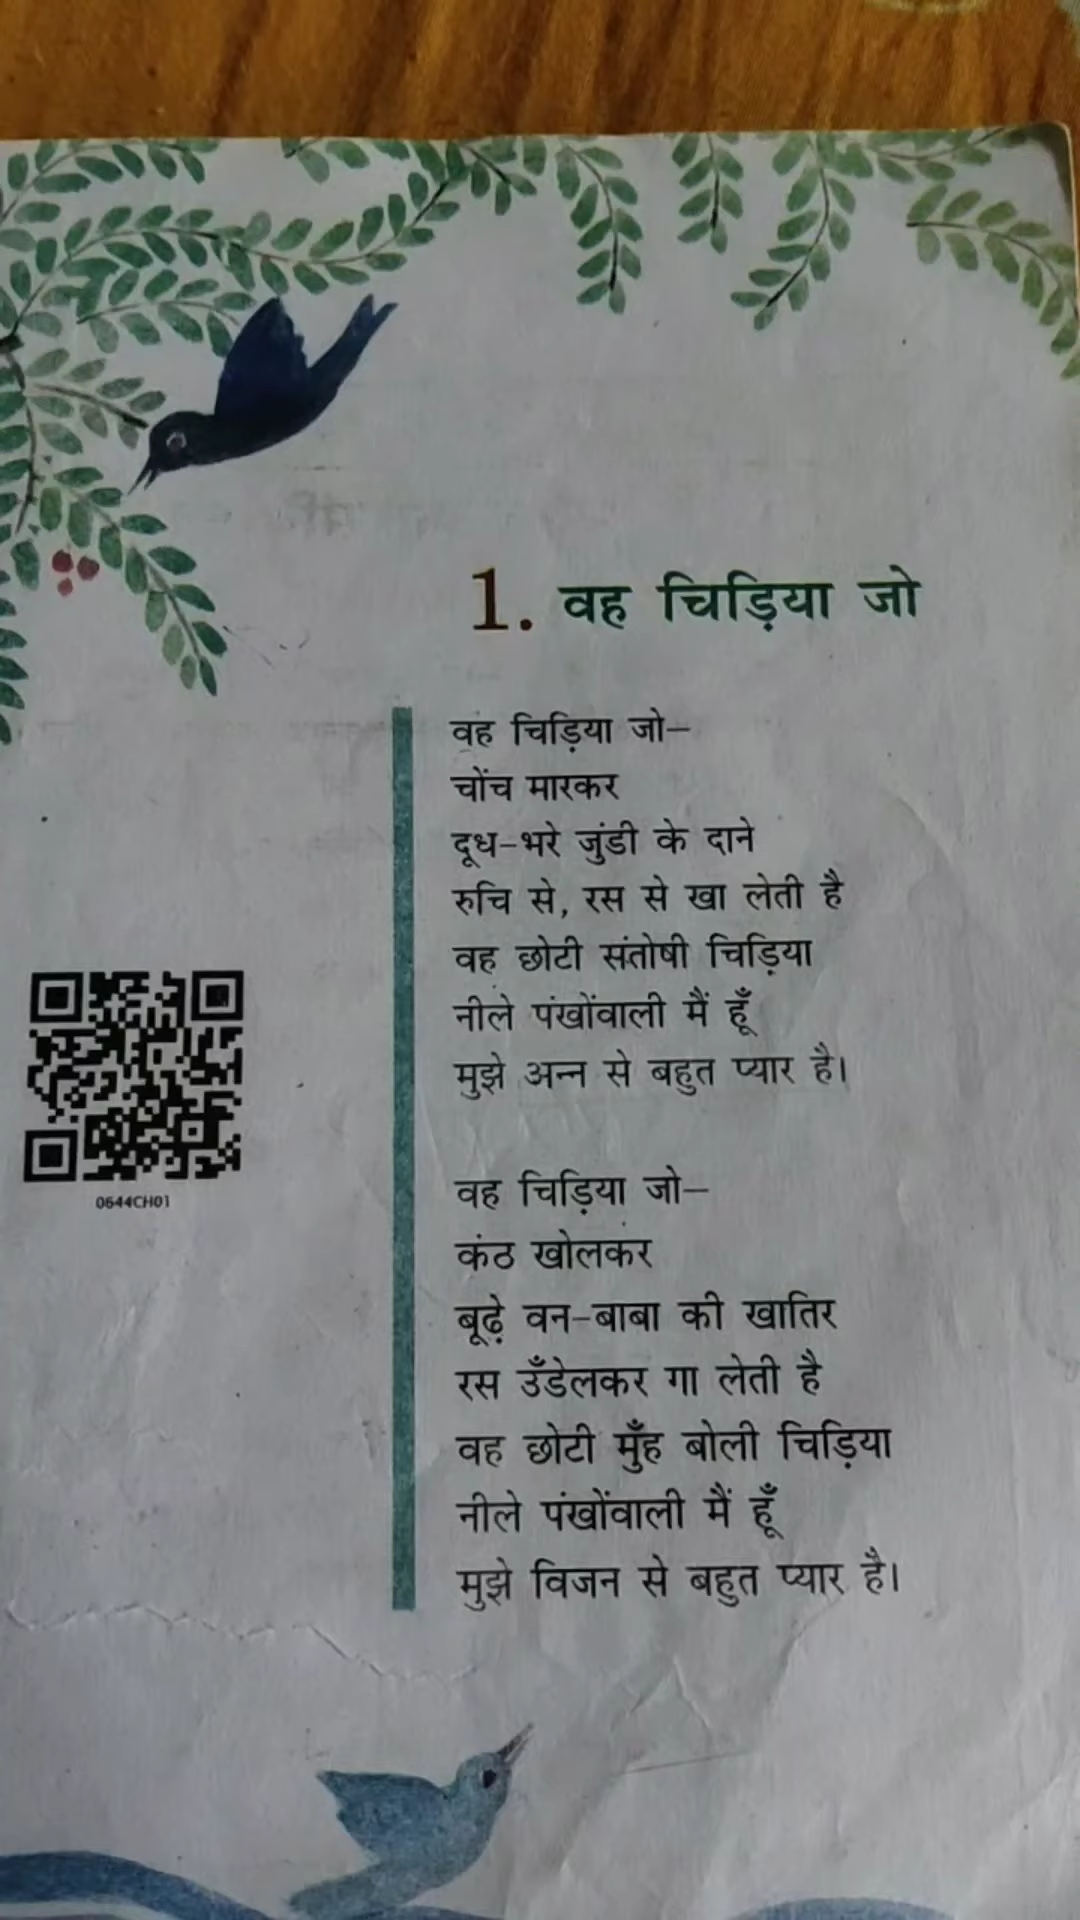 1. वह चिड़िया जो
वह चिड़िया जो–
चोंच मारकर
दूध-भरे जुंडी के दाने
रुचि से, रस से खा लेती है
वह छोटी संतोषी चिड़िया
नीले पंखोंवाली मैं हूँ
मुझे अन्न से बहुत प्यार है।
0644CH01
वह चिड़िया जो–
कंठ खोलकर
बूढ़े वन-बाबा की खातिर
रस उँडेलकर गा लेती है
वह छोटी मुँह बोली चिड़िया
नीले पंखोंवाली मैं हूँ
मुझे विजन से बहुत प्यार है।